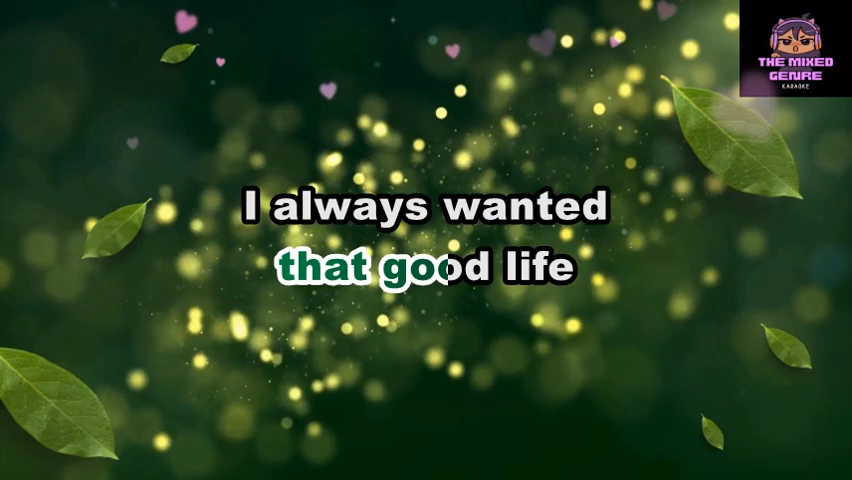 THE MIXED
GENRE
KARAOKE
I always wanted
that good life